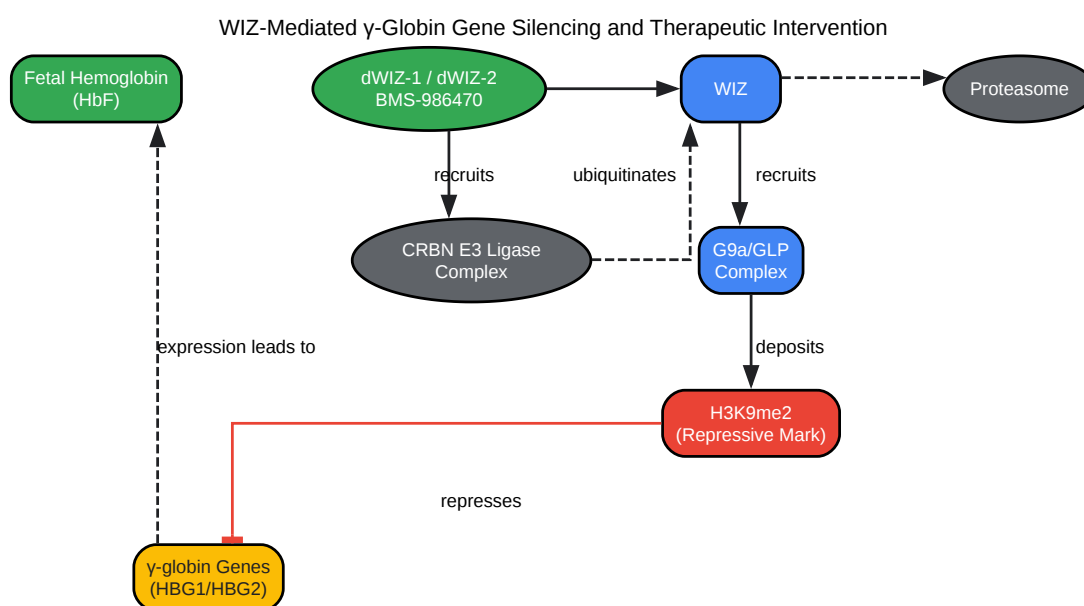 WIZ-Mediated γ-Globin Gene Silencing and Therapeutic Intervention
Fetal Hemoglobin
(HbF)
dWIZ-1 / dWIZ-2
BMS-986470
WIZ
Proteasome
recruits
ubiquitinates
recruits
CRBN E3 Ligase
Complex
G9a/GLP
Complex
expression leads to
deposits
H3K9me2
(Repressive Mark)
represses
γ-globin Genes
(HBG1/HBG2)